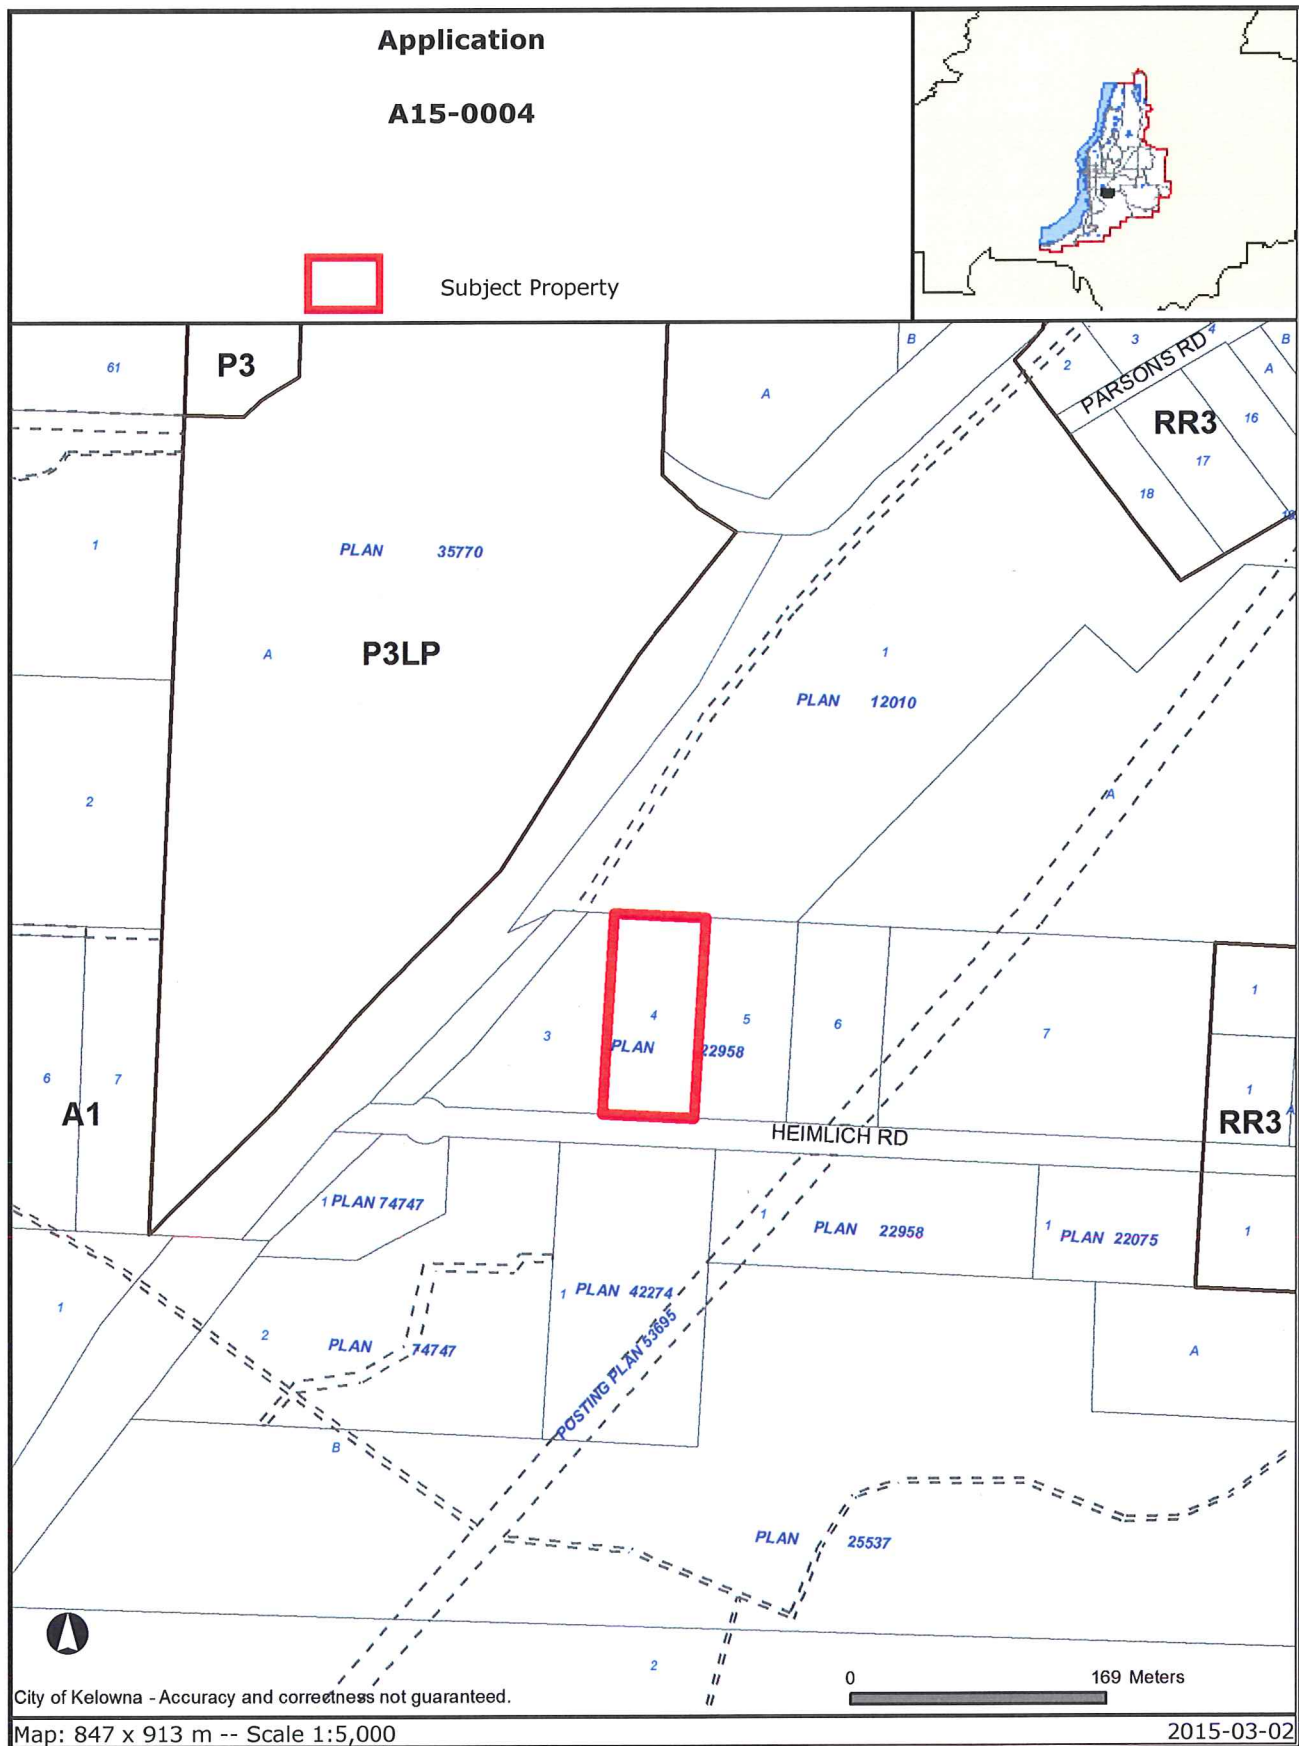 Application
A15-0004
Subject Property
P3
61
A
B
2
3
4
B
PARSONS RD
A
RR3
16
17
18
1
PLAN 35770
A
P3LP
1
PLAN 12010
2
A
3
4
5
6
7
PLAN 22958
1
1
A
RR3
6
7
A1
HEIMLICH RD
1 PLAN 74747
1
PLAN 22958
1 PLAN 22075
1
1 PLAN 42274
1
2
PLAN 74747
POSTING PLAN 53695
A
B
PLAN 25537
2
0 169 Meters
City of Kelowna - Accuracy and correctness not guaranteed.
Map: 847 x 913 m -- Scale 1:5,000
2015-03-02